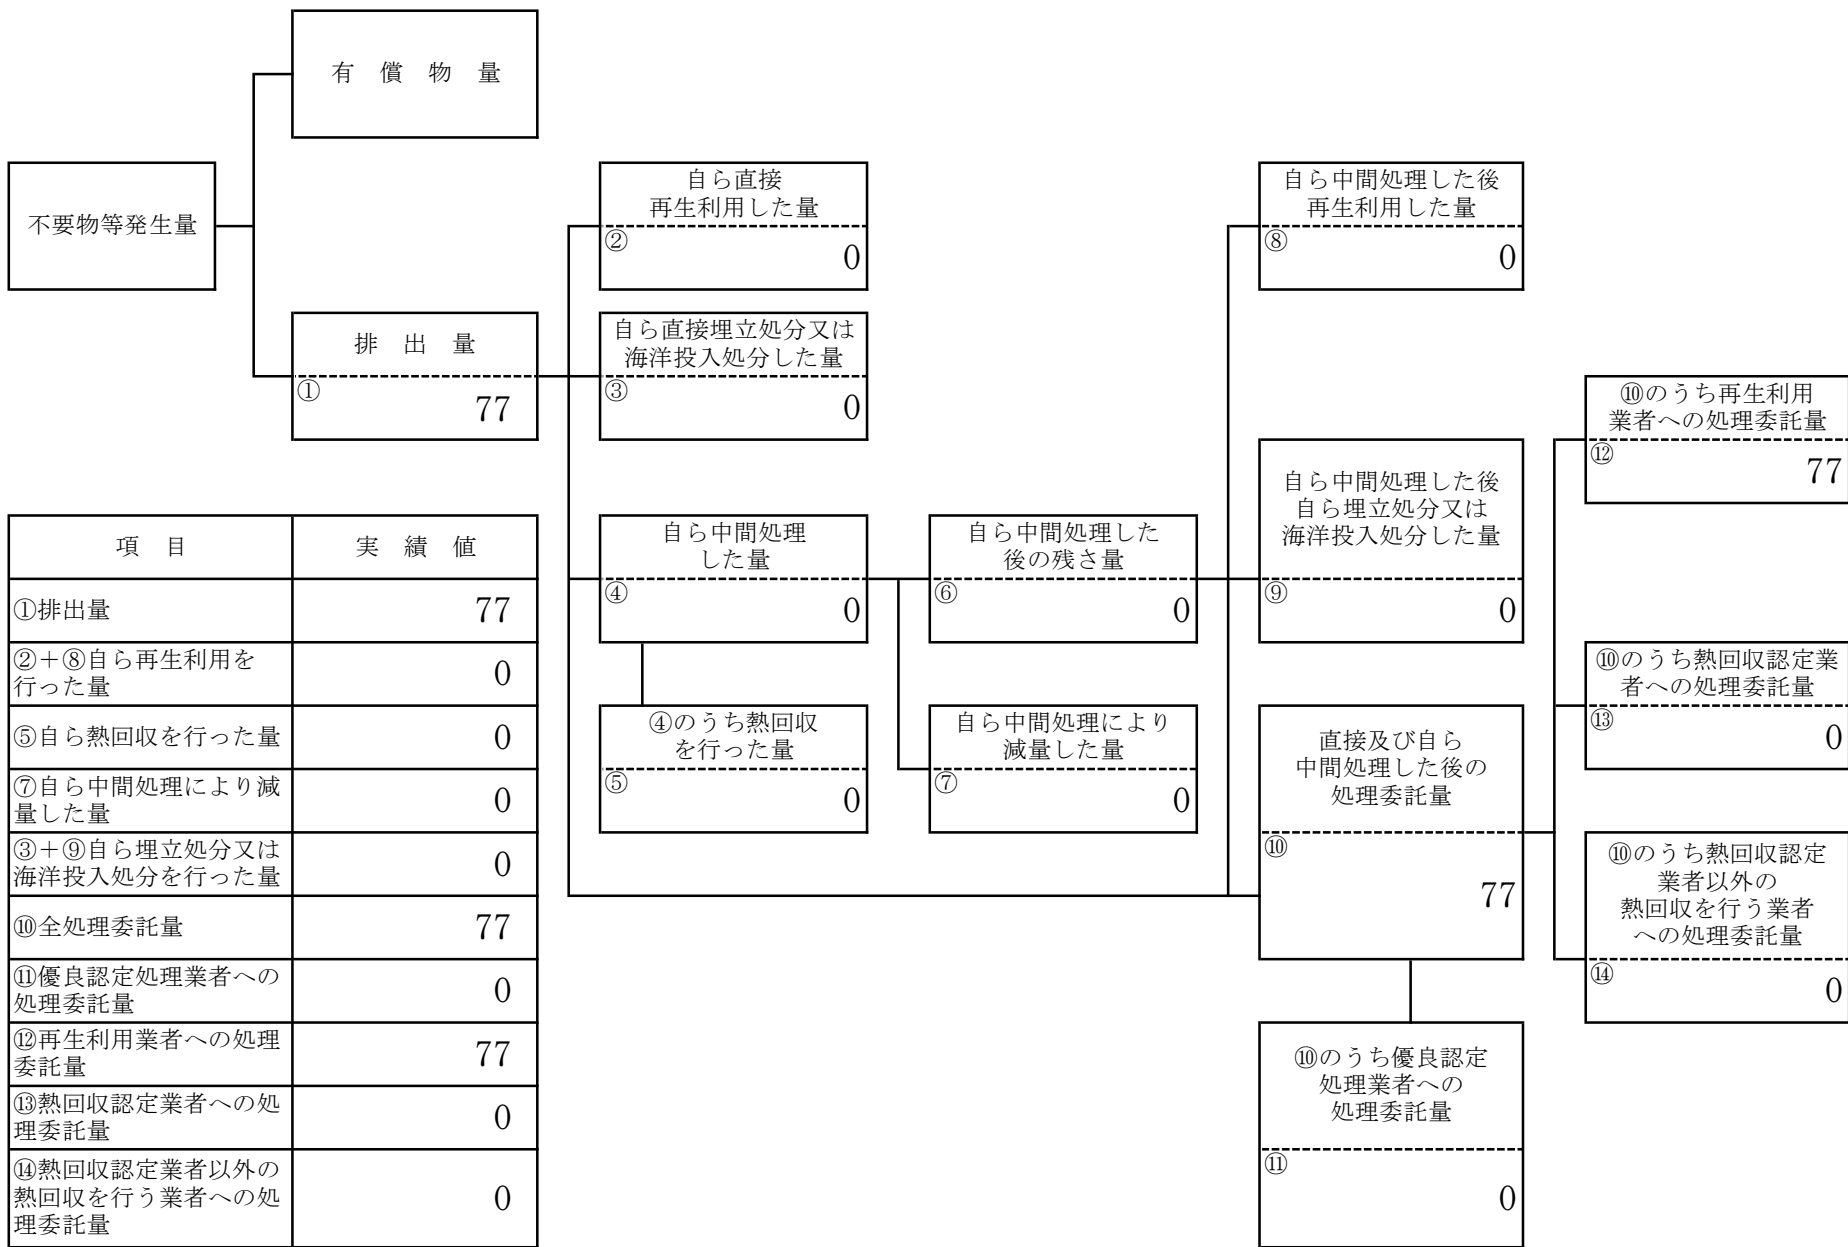 有 償 物 量
不要物等発生量
自ら直接
再生利用した量
②
0
自ら中間処理した後
再生利用した量
⑧
0
排 出 量
①
77
自ら直接埋立処分又は
海洋投入処分した量
③
0
⑩のうち再生利用
業者への処理委託量
⑫
77
自ら中間処理
した量
④
0
自ら中間処理した
後の残さ量
⑥
0
自ら中間処理した後
自ら埋立処分又は
海洋投入処分した量
⑨
0
④のうち熱回収
を行った量
⑤
0
自ら中間処理により
減量した量
⑦
0
直接及び自ら
中間処理した後の
処理委託量
⑩
77
⑩のうち熱回収認定業
者への処理委託量
⑬
0
⑩のうち熱回収認定
業者以外の
熱回収を行う業者
への処理委託量
⑭
0
⑩のうち優良認定
処理業者への
処理委託量
⑪
0
項 目 実 績 値
①排出量 77
②+⑧自ら再生利用を
行った量 0
⑤自ら熱回収を行った量 0
⑦自ら中間処理により減
量した量 0
③+⑨自ら埋立処分又は
海洋投入処分を行った量 0
⑩全処理委託量 77
⑪優良認定処理業者への
処理委託量 0
⑫再生利用業者への処理
委託量 77
⑬熱回収認定業者への処
理委託量 0
⑭熱回収認定業者以外の
熱回収を行う業者への処
理委託量 0